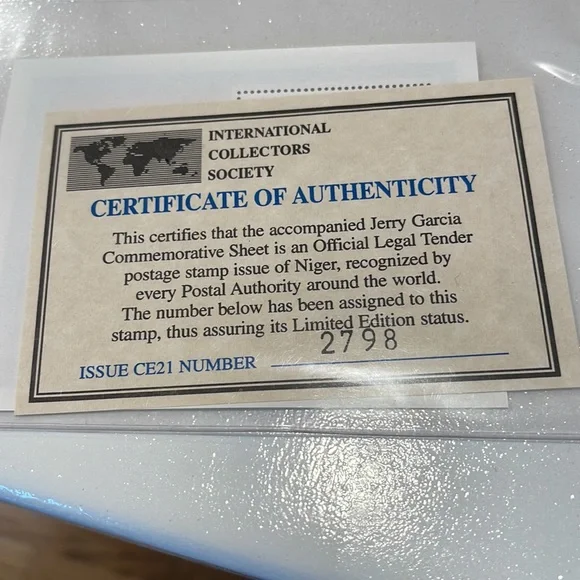 INTERNATIONAL
COLLECTORS
SOCIETY
CERTIFICATE OF AUTHENTICITY
This certifies that the accompanied Jerry Garcia
Commemorative Sheet is an Official Legal Tender
postage stamp issue of Niger, recognized by
every Postal Authority around the world.
The number below has been assigned to this
stamp, thus assuring its Limited Edition status.
2798
ISSUE CE21 NUMBER